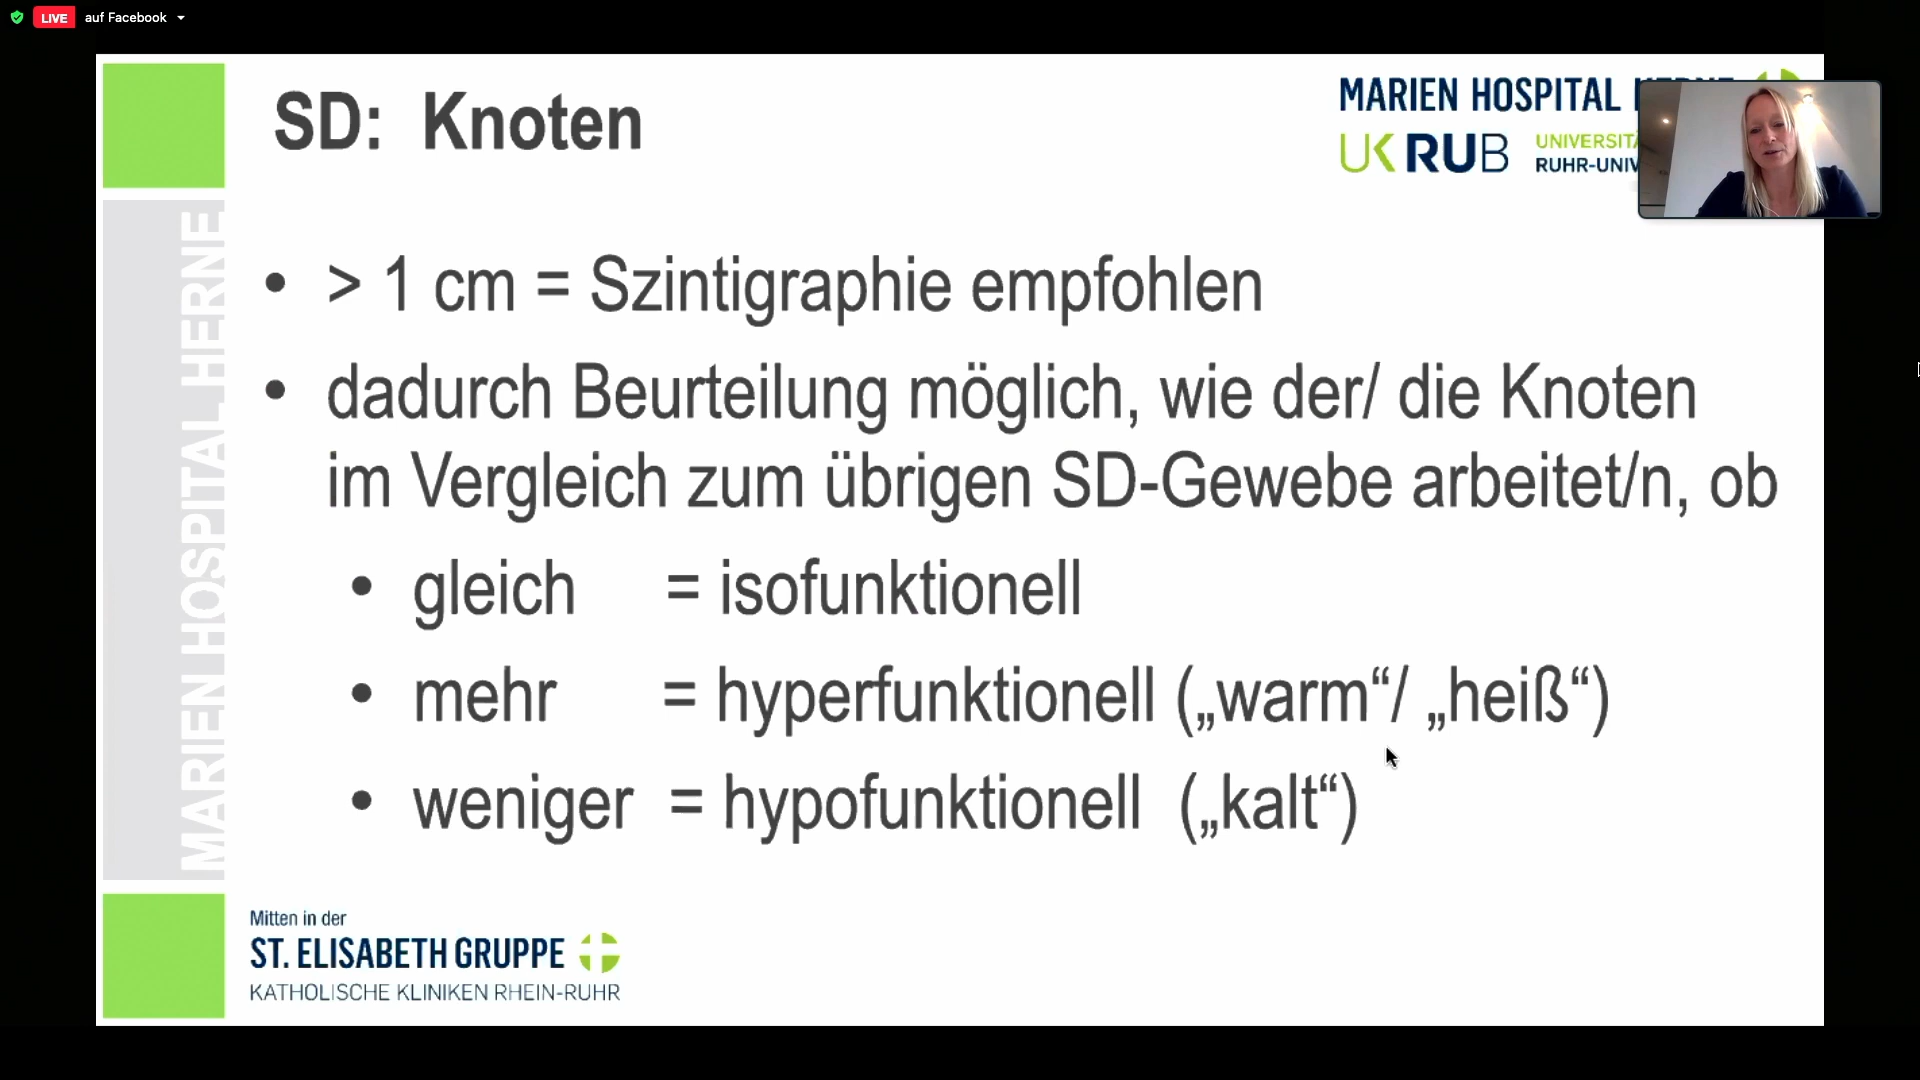 LIVE auf Facebook
SD: Knoten
MARIEN HOSPITAL
UK RUB
RUHR-UNIV
MARIEN HOSPITAL HERNE
• > 1 cm = Szintigraphie empfohlen
• dadurch Beurteilung möglich, wie der/ die Knoten
im Vergleich zum übrigen SD-Gewebe arbeitet/n, ob
• gleich = isofunktionell
• mehr = hyperfunktionell („warm“/ „heiß“)
• weniger = hypofunktionell („kalt“)
Mitten in der
ST. ELISABETH GRUPPE
KATHOLISCHE KLINIKEN RHEIN-RUHR